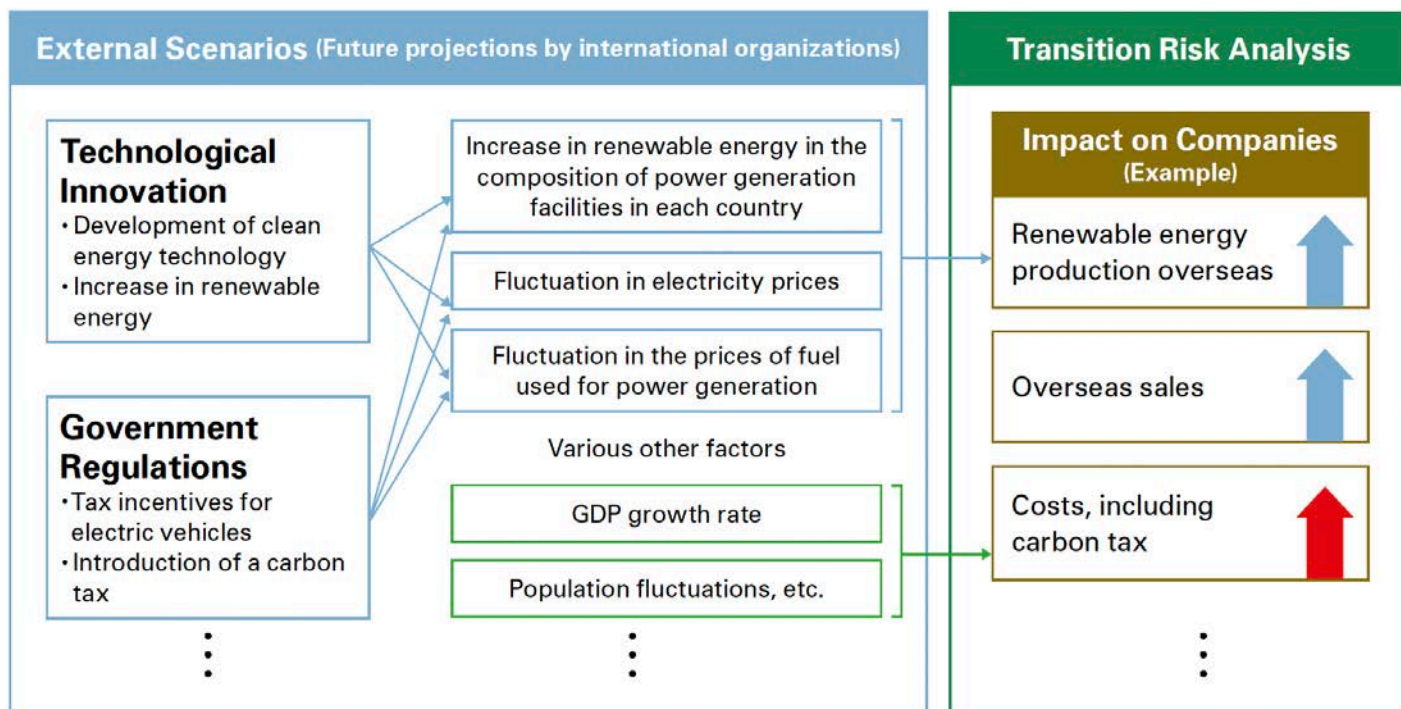 External Scenarios (Future projections by international organizations)
Technological
Innovation
・Development of clean
energy technology
・Increase in renewable
energy
Government
Regulations
・Tax incentives for
electric vehicles
・Introduction of a carbon
tax
Increase in renewable energy in the
composition of power generation
facilities in each country
Fluctuation in electricity prices
Fluctuation in the prices of fuel
used for power generation
Various other factors
GDP growth rate
Population fluctuations, etc.
Transition Risk Analysis
Impact on Companies
(Example)
Renewable energy
production overseas
Overseas sales
Costs, including
carbon tax